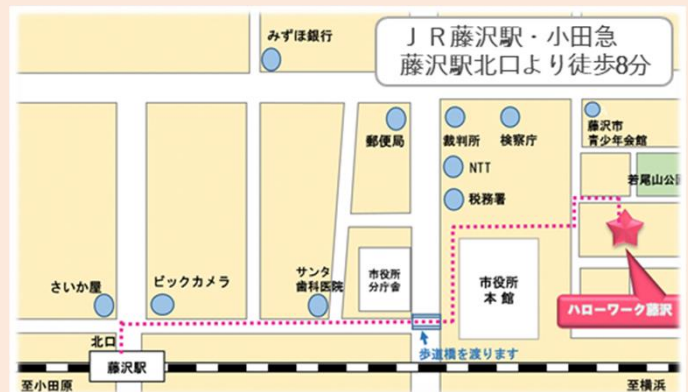 みずほ銀行
JR藤沢駅・小田急
藤沢駅北口より徒歩8分
郵便局
裁判所
検察庁
藤沢市
青少年会館
NTT
若尾山公
税務署
さいか屋
ビックカメラ
サンタ
歯科医院
市役所
分庁舎
市役所
本館
ハローワーク藤沢
北口
歩道橋を渡ります
藤沢駅
至小田原
至横浜